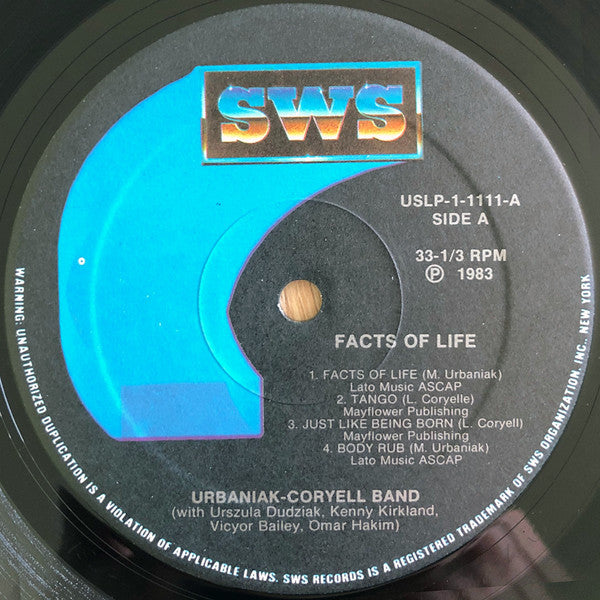 SWS
USLP-1-1111-A
SIDE A
33-1/3 RPM
Ⓟ 1983
FACTS OF LIFE
1. FACTS OF LIFE (M. Urbaniak)
Lato Music ASCAP
2. TANGO (L. Coryelle)
Mayflower Publishing
3. JUST LIKE BEING BORN (L. Coryell)
Mayflower Publishing
4. BODY RUB (M. Urbaniak)
Lato Music ASCAP
URBANIAK-CORYELL BAND
(with Urszula Dudziak, Kenny Kirkland,
Vicyor Bailey, Omar Hakim)
WARNING: UNAUTHORIZED DUPLICATION IS A VIOLATION OF APPLICABLE LAWS. SWS RECORDS IS A REGISTERED TRADEMARK OF SWS ORGANIZATION, INC., NEW YORK